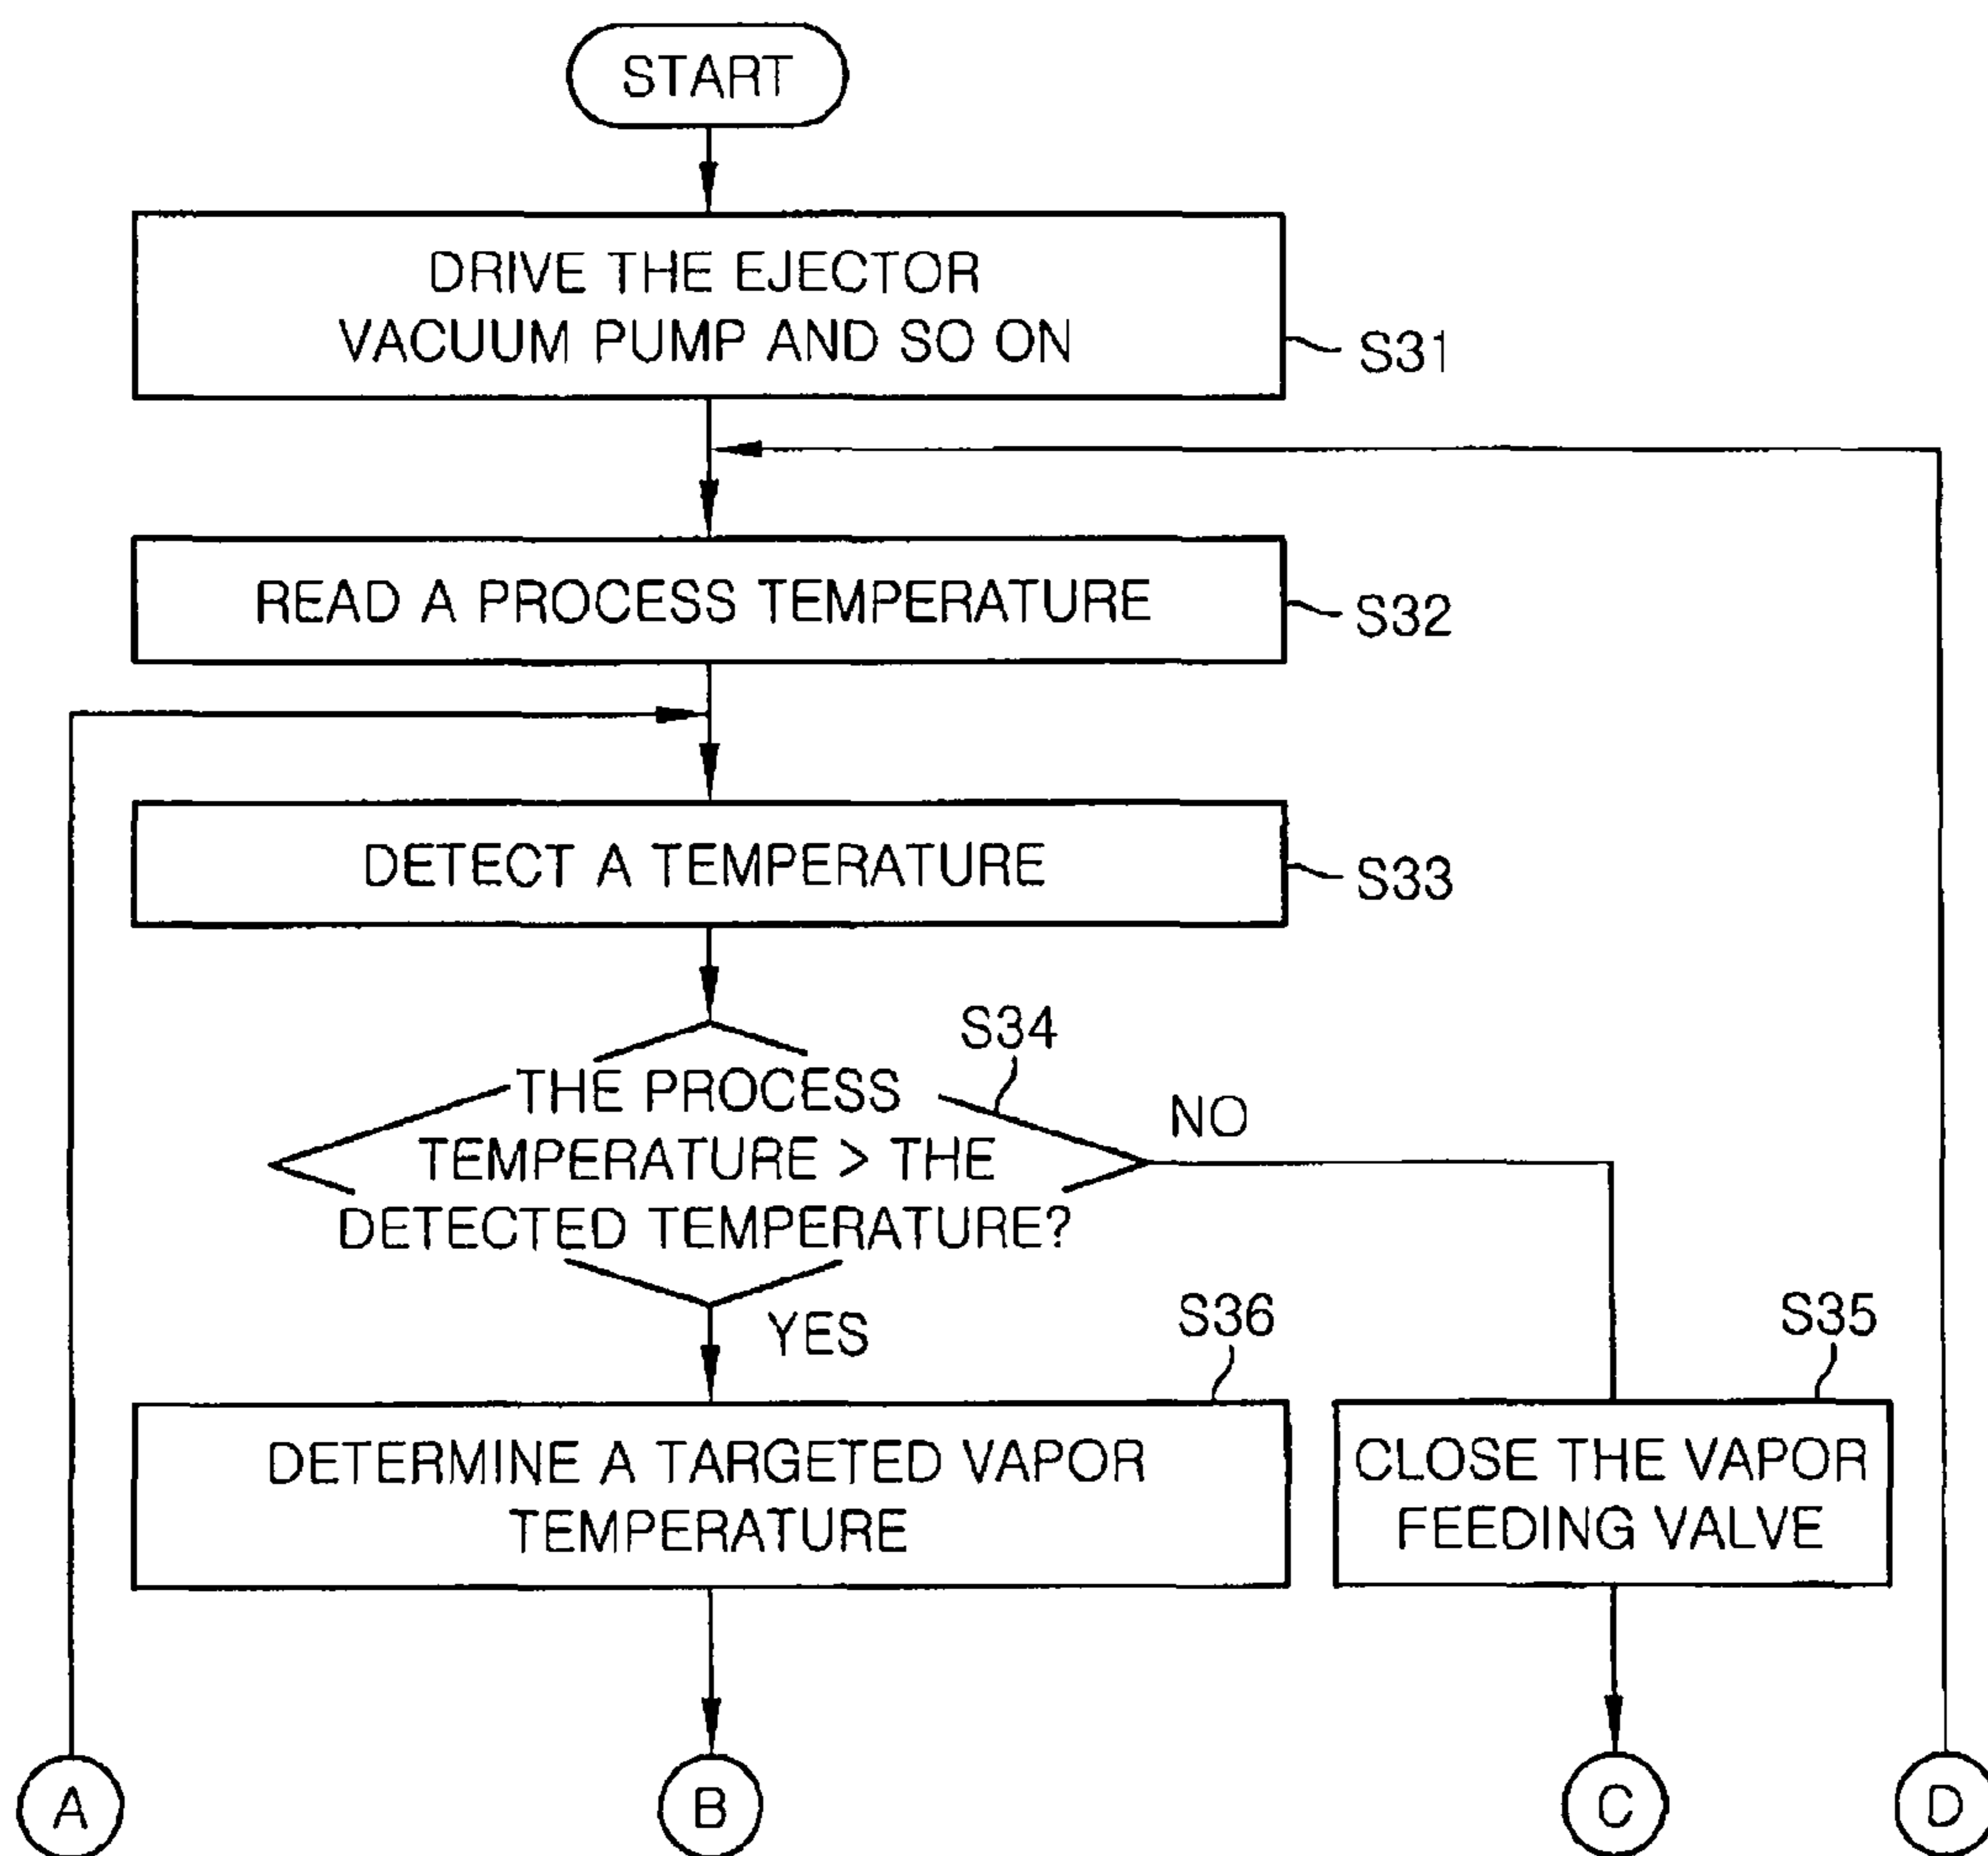 START
DRIVE THE EJECTOR
VACUUM PUMP AND SO ON
S31
READ A PROCESS TEMPERATURE
S32
DETECT A TEMPERATURE
S33
S34
THE PROCESS
TEMPERATURE > THE
DETECTED TEMPERATURE?
NO
YES
S36
DETERMINE A TARGETED VAPOR
TEMPERATURE
S35
CLOSE THE VAPOR
FEEDING VALVE
A
B
C
D